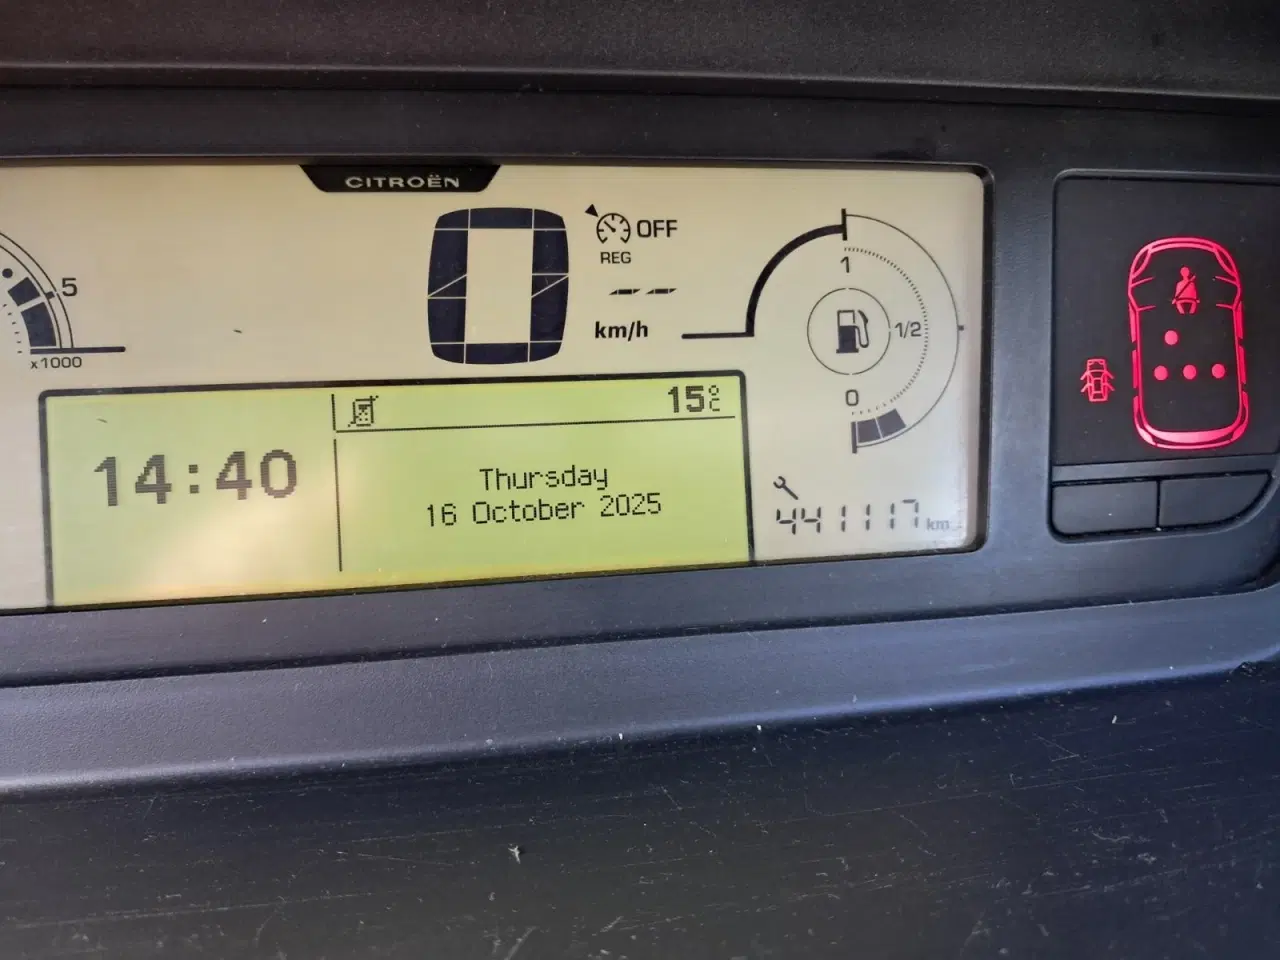 CITROËN
5
x1000
OFF
REG
-- --
km/h
1
1/2
0
14:40
15°C
Thursday
16 October 2025
441117 km
0